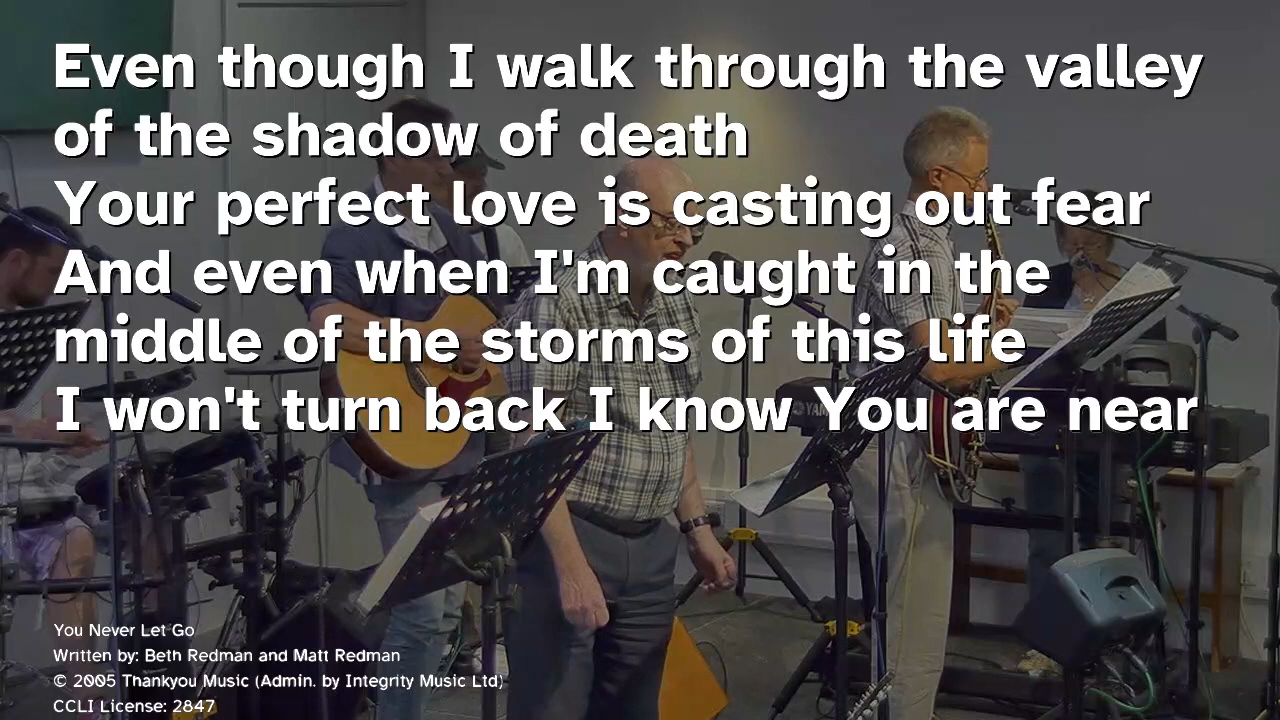 Even though I walk through the valley
of the shadow of death
Your perfect love is casting out fear
And even when I'm caught in the
middle of the storms of this life
I won't turn back I know You are near
You Never Let Go
Written by: Beth Redman and Matt Redman
© 2005 Thankyou Music (Admin. by Integrity Music Ltd)
CCLI License: 2847